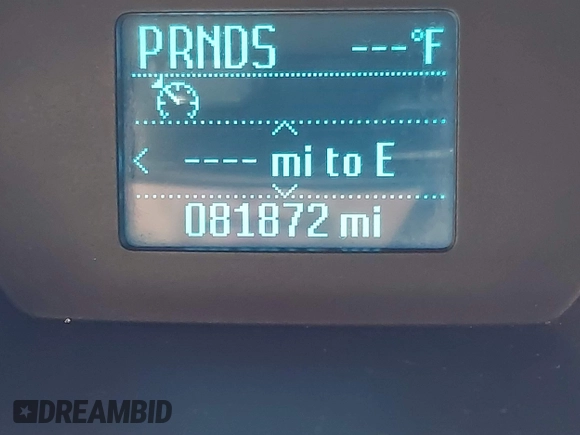 PRNDS ---°F
< ---- mi to E
081872 mi
DREAMBID